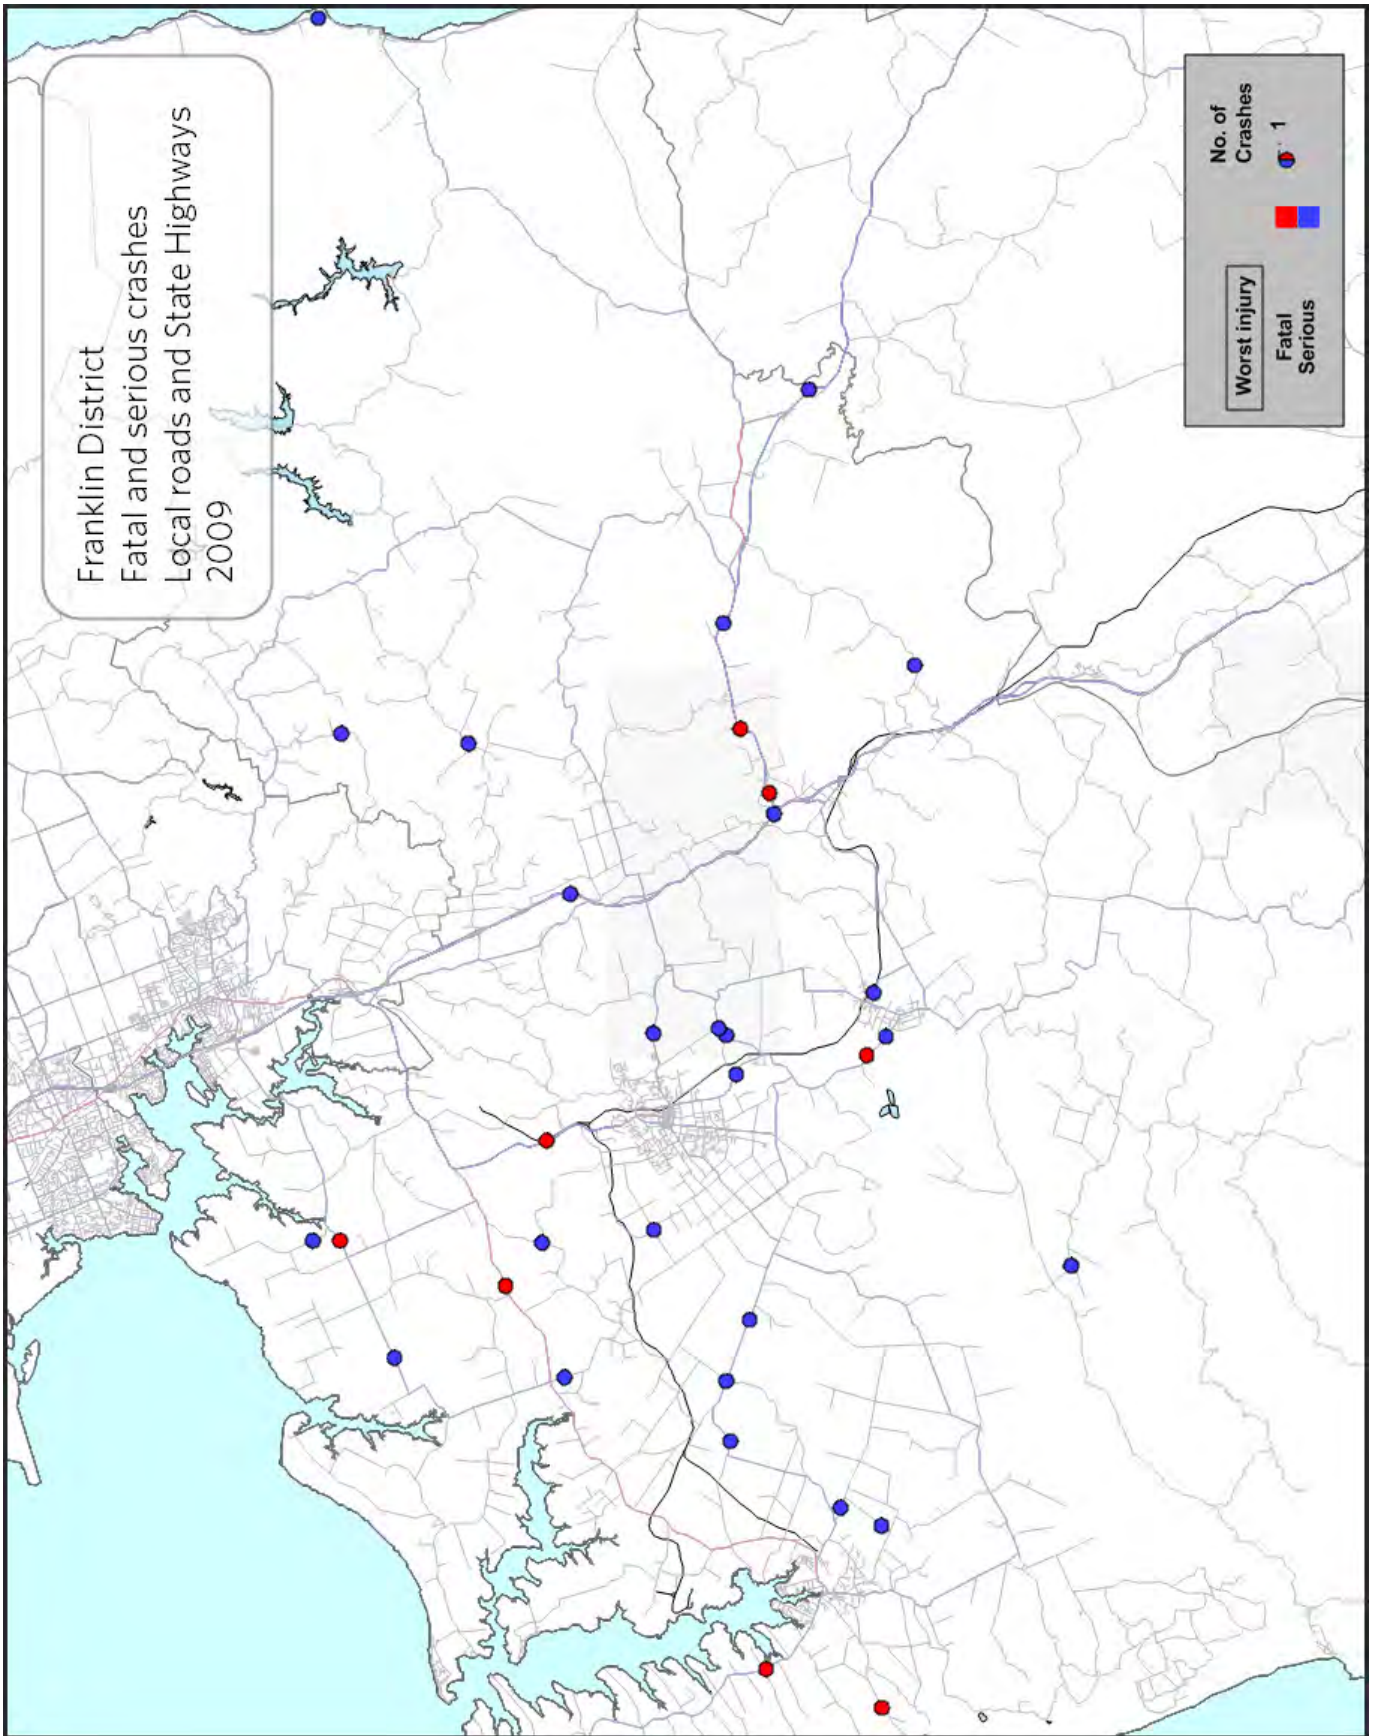 Franklin District
Fatal and serious crashes
Local roads and State Highways
2009
Worst injury
No. of
Crashes
Fatal
Serious
1